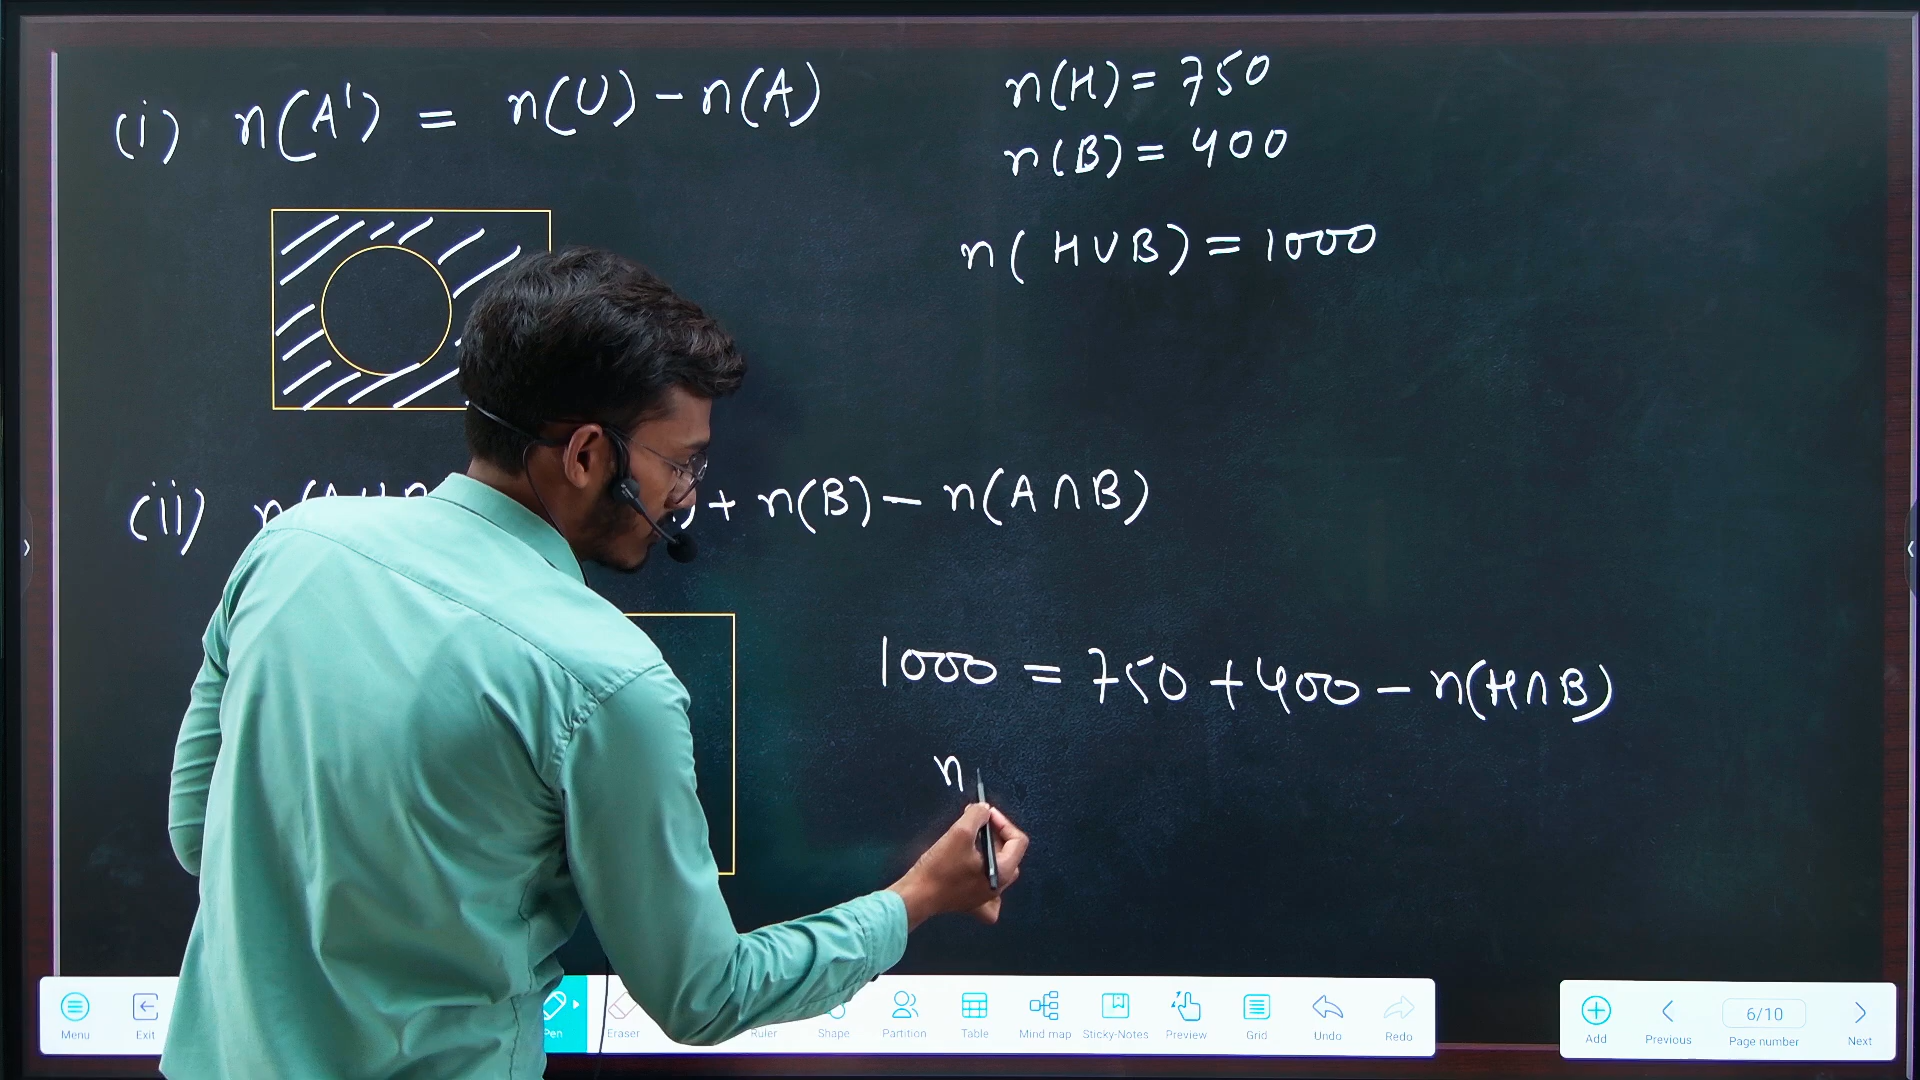 (i) n(A') = n(U) - n(A)
n(H) = 750
n(B) = 400
n( H∪B) = 1000
(ii) n(A∪ + n(B) - n(A∩B)
1000 = 750 + 400 - n(H∩B)
n
Menu Exit Pen Eraser Ruler Shape Partition Table Mind map Sticky-Notes Preview Grid Undo Redo
Add Previous 6/10 Page number Next